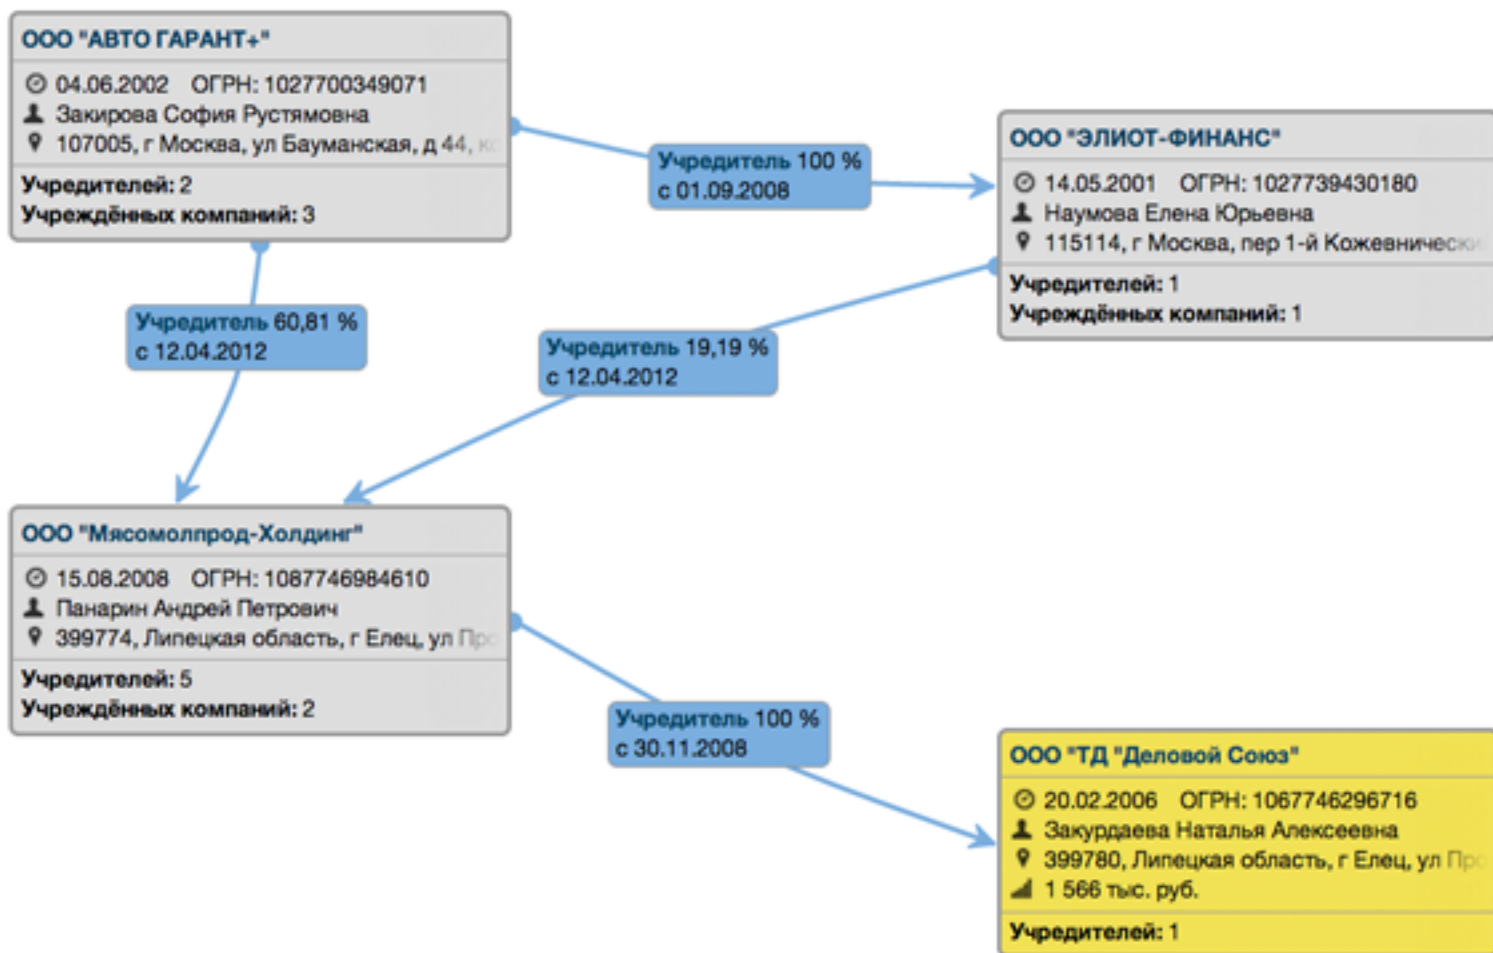 ООО "АВТО ГАРАНТ+"
04.06.2002 ОГРН: 1027700349071
Закирова София Рустямовна
107005, г Москва, ул Бауманская, д 44,
Учредителей: 2
Учреждённых компаний: 3
Учредитель 100 %
с 01.09.2008
ООО "ЭЛИОТ-ФИНАНС"
14.05.2001 ОГРН: 1027739430180
Наумова Елена Юрьевна
115114, г Москва, пер 1-й Кожевнический
Учредителей: 1
Учреждённых компаний: 1
Учредитель 60,81 %
с 12.04.2012
Учредитель 19,19 %
с 12.04.2012
ООО "Мясомолпрод-Холдинг"
15.08.2008 ОГРН: 1087746984610
Панарин Андрей Петрович
399774, Липецкая область, г Елец, ул Про
Учредителей: 5
Учреждённых компаний: 2
Учредитель 100 %
с 30.11.2008
ООО "ТД "Деловой Союз"
20.02.2006 ОГРН: 1067746296716
Закурдаева Наталья Алексеевна
399780, Липецкая область, г Елец, ул Про
1 566 тыс. руб.
Учредителей: 1